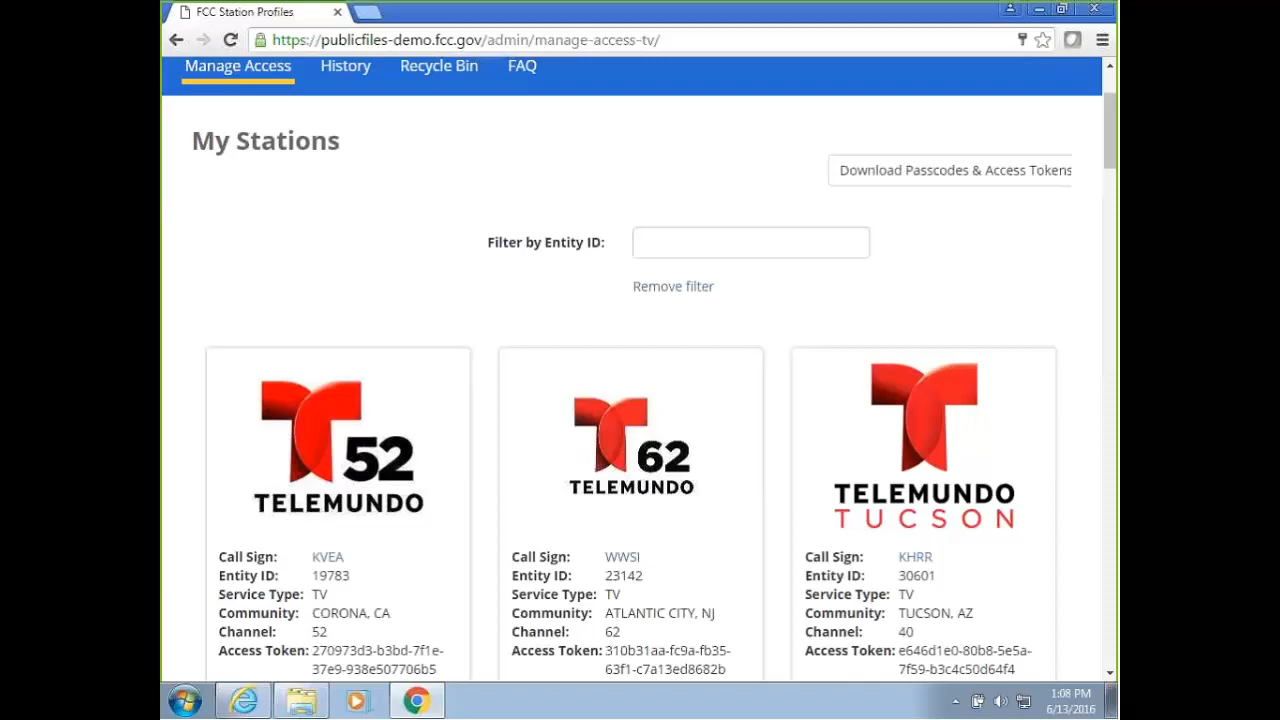 FCC Station Profiles
https://publicfiles-demo.fcc.gov/admin/manage-access-tv/
Manage Access History Recycle Bin FAQ
My Stations
Download Passcodes & Access Tokens
Filter by Entity ID:
Remove filter
52
TELEMUNDO
62
TELEMUNDO
TELEMUNDO
TUCSON
Call Sign: KVEA
Entity ID: 19783
Service Type: TV
Community: CORONA, CA
Channel: 52
Access Token: 270973d3-b3bd-7f1e-
37e9-938e507706b5
Call Sign: WWSI
Entity ID: 23142
Service Type: TV
Community: ATLANTIC CITY, NJ
Channel: 62
Access Token: 310b31aa-fc9a-fb35-
63f1-c7a13ed8682b
Call Sign: KHRR
Entity ID: 30601
Service Type: TV
Community: TUCSON, AZ
Channel: 40
Access Token: e646d1e0-80b8-5e5a-
7f59-b3c4c50d64f4
1:08 PM
6/13/2016